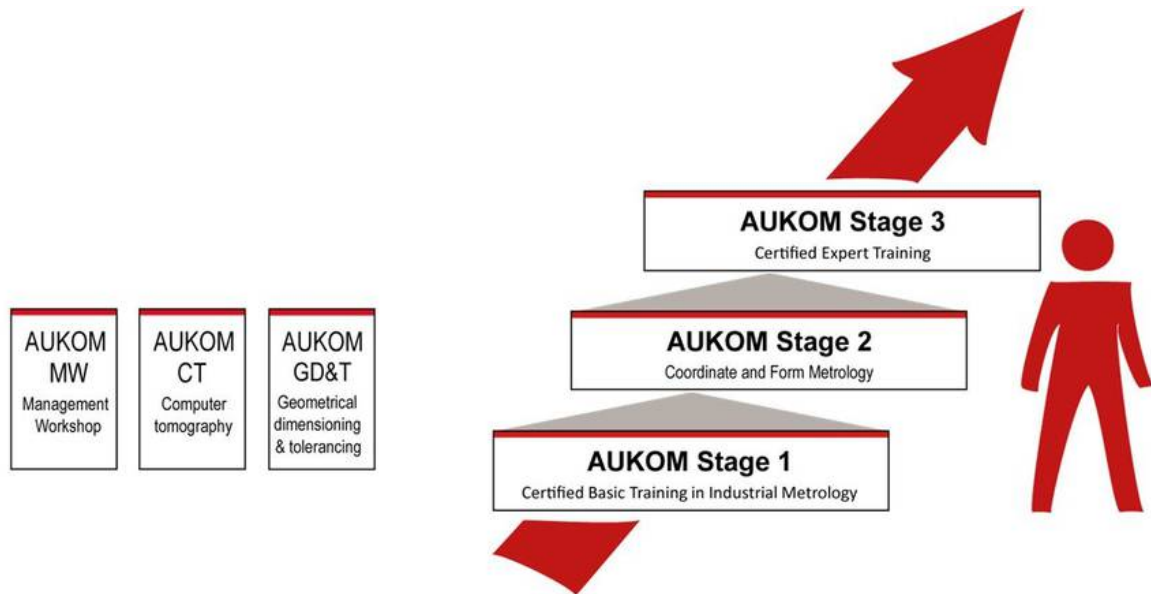 AUKOM Stage 3
Certified Expert Training
AUKOM Stage 2
Coordinate and Form Metrology
AUKOM Stage 1
Certified Basic Training in Industrial Metrology
AUKOM
MW
Management
Workshop
AUKOM
CT
Computer
tomography
AUKOM
GD&T
Geometrical
dimensioning
& tolerancing